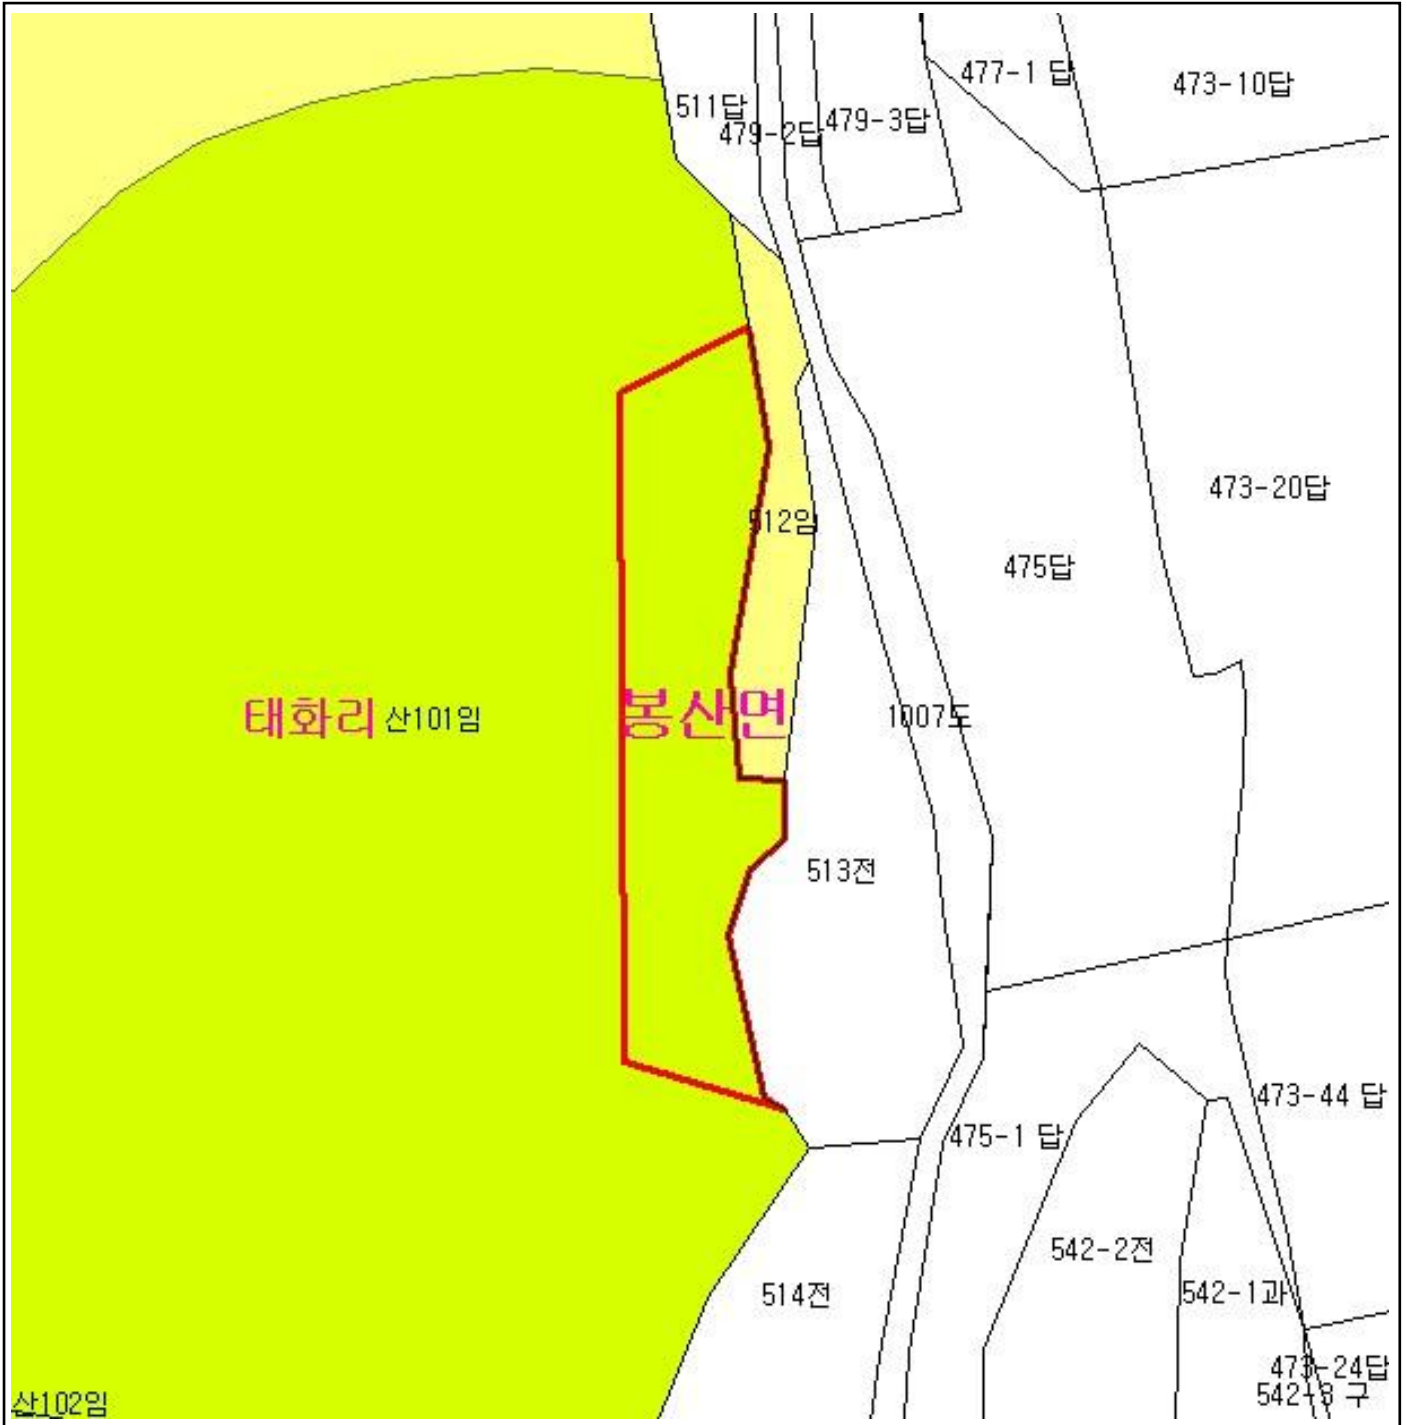 477-1 답
473-10답
511답
479-2답
479-3답
473-20답
512임
475답
태화리
산101임
봉산면
1007도
513전
473-44 답
475-1 답
542-2전
542-1과
514전
473-24답
542-3 구
산102임